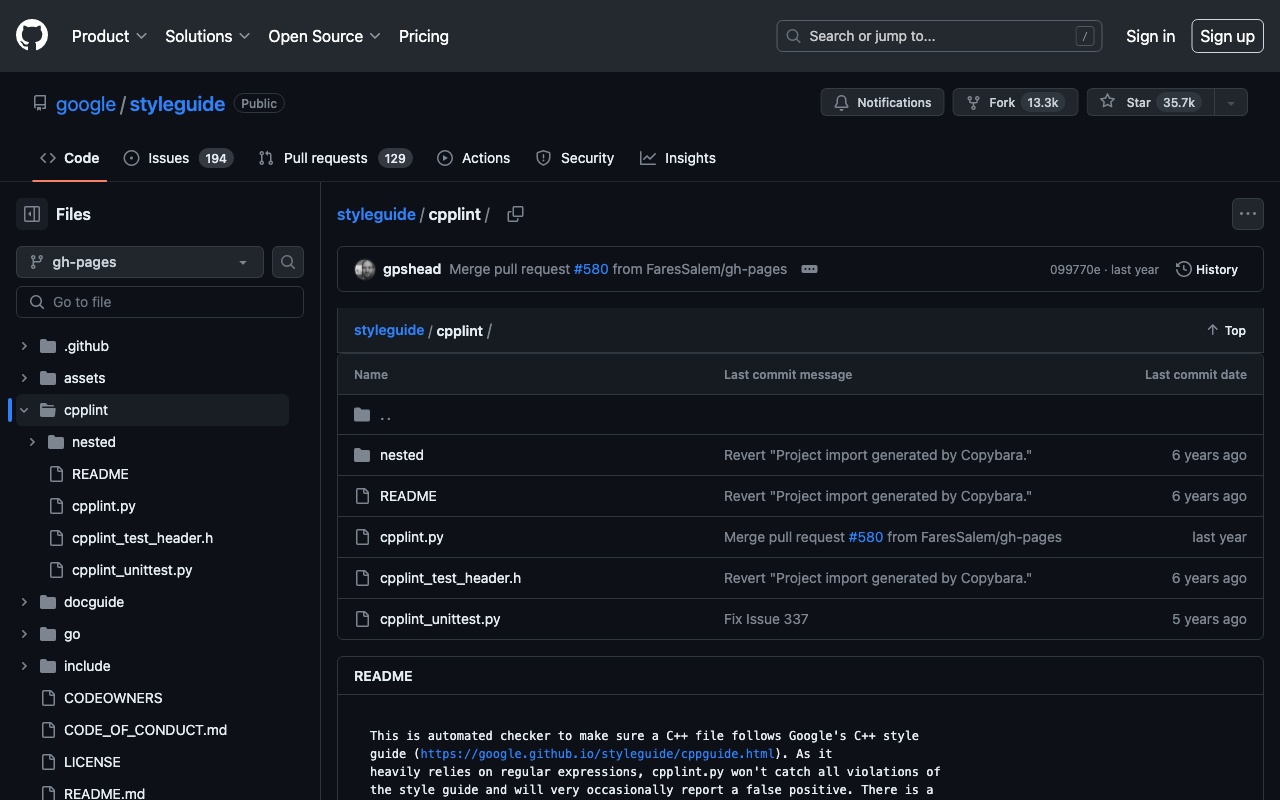 Product
Solutions
Open Source
Pricing
Search or jump to...
/
Sign in
Sign up
google / styleguide
Public
Notifications
Fork 13.3k
Star 35.7k
Code
Issues 194
Pull requests 129
Actions
Security
Insights
Files
gh-pages
Go to file
.github
assets
cpplint
nested
README
cpplint.py
cpplint_test_header.h
cpplint_unittest.py
docguide
go
include
CODEOWNERS
CODE_OF_CONDUCT.md
LICENSE
README.md
styleguide / cpplint /
gpshead Merge pull request #580 from FaresSalem/gh-pages
099770e · last year
History
styleguide / cpplint /
Top
Name Last commit message Last commit date
..
nested Revert "Project import generated by Copybara." 6 years ago
README Revert "Project import generated by Copybara." 6 years ago
cpplint.py Merge pull request #580 from FaresSalem/gh-pages last year
cpplint_test_header.h Revert "Project import generated by Copybara." 6 years ago
cpplint_unittest.py Fix Issue 337 5 years ago
README
This is automated checker to make sure a C++ file follows Google's C++ style
guide (https://google.github.io/styleguide/cppguide.html). As it
heavily relies on regular expressions, cpplint.py won't catch all violations of
the style guide and will very occasionally report a false positive. There is a